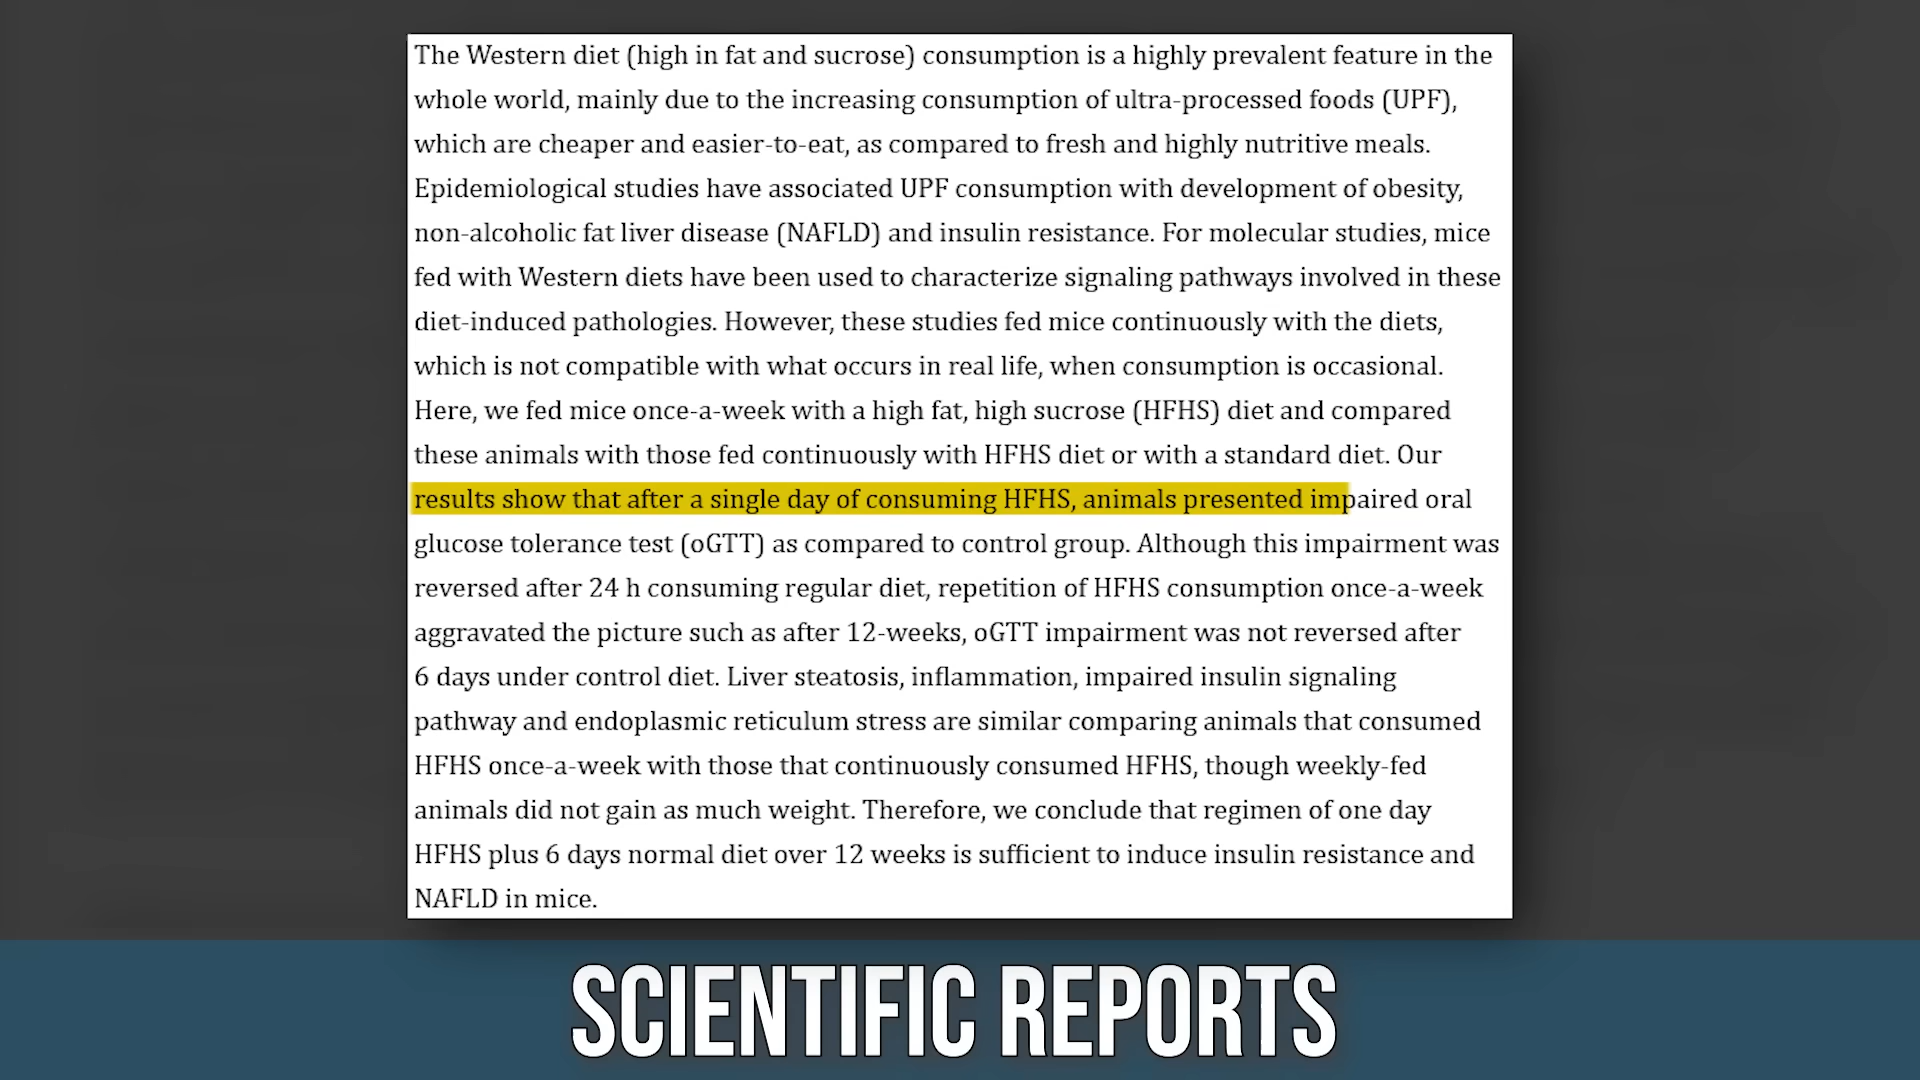 The Western diet (high in fat and sucrose) consumption is a highly prevalent feature in the
whole world, mainly due to the increasing consumption of ultra-processed foods (UPF),
which are cheaper and easier-to-eat, as compared to fresh and highly nutritive meals.
Epidemiological studies have associated UPF consumption with development of obesity,
non-alcoholic fat liver disease (NAFLD) and insulin resistance. For molecular studies, mice
fed with Western diets have been used to characterize signaling pathways involved in these
diet-induced pathologies. However, these studies fed mice continuously with the diets,
which is not compatible with what occurs in real life, when consumption is occasional.
Here, we fed mice once-a-week with a high fat, high sucrose (HFHS) diet and compared
these animals with those fed continuously with HFHS diet or with a standard diet. Our
results show that after a single day of consuming HFHS, animals presented impaired oral
glucose tolerance test (oGTT) as compared to control group. Although this impairment was
reversed after 24 h consuming regular diet, repetition of HFHS consumption once-a-week
aggravated the picture such as after 12-weeks, oGTT impairment was not reversed after
6 days under control diet. Liver steatosis, inflammation, impaired insulin signaling
pathway and endoplasmic reticulum stress are similar comparing animals that consumed
HFHS once-a-week with those that continuously consumed HFHS, though weekly-fed
animals did not gain as much weight. Therefore, we conclude that regimen of one day
HFHS plus 6 days normal diet over 12 weeks is sufficient to induce insulin resistance and
NAFLD in mice.
SCIENTIFIC REPORTS